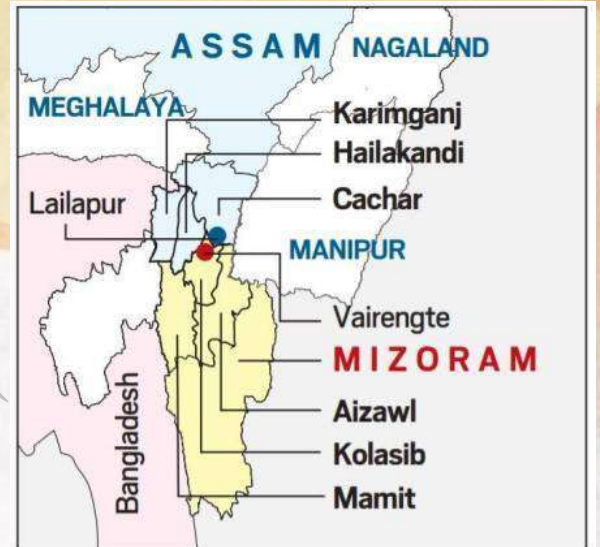 ASSAM
NAGALAND
MEGHALAYA
Karimganj
Hailakandi
Cachar
Lailapur
MANIPUR
Vairengte
MIZORAM
Aizawl
Kolasib
Mamit
Bangladesh